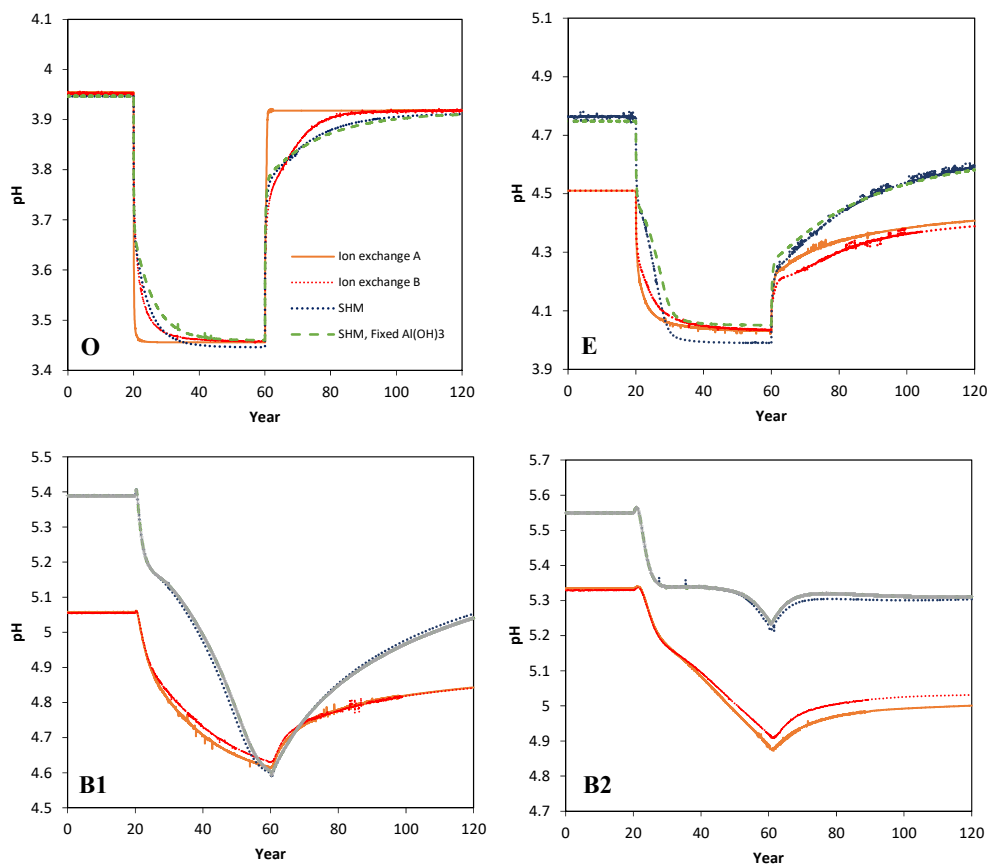 4.1
4
3.9
3.8
3.7
3.6
3.5
3.4
pH
Ion exchange A
Ion exchange B
SHM
SHM, Fixed Al(OH)3
O
0 20 40 60 80 100 120
Year
5.1
4.9
4.7
4.5
4.3
4.1
3.9
pH
E
0 20 40 60 80 100 120
Year
5.5
5.4
5.3
5.2
5.1
5
4.9
4.8
4.7
4.6
4.5
pH
B1
0 20 40 60 80 100 120
Year
5.7
5.6
5.5
5.4
5.3
5.2
5.1
5
4.9
4.8
4.7
pH
B2
0 20 40 60 80 100 120
Year